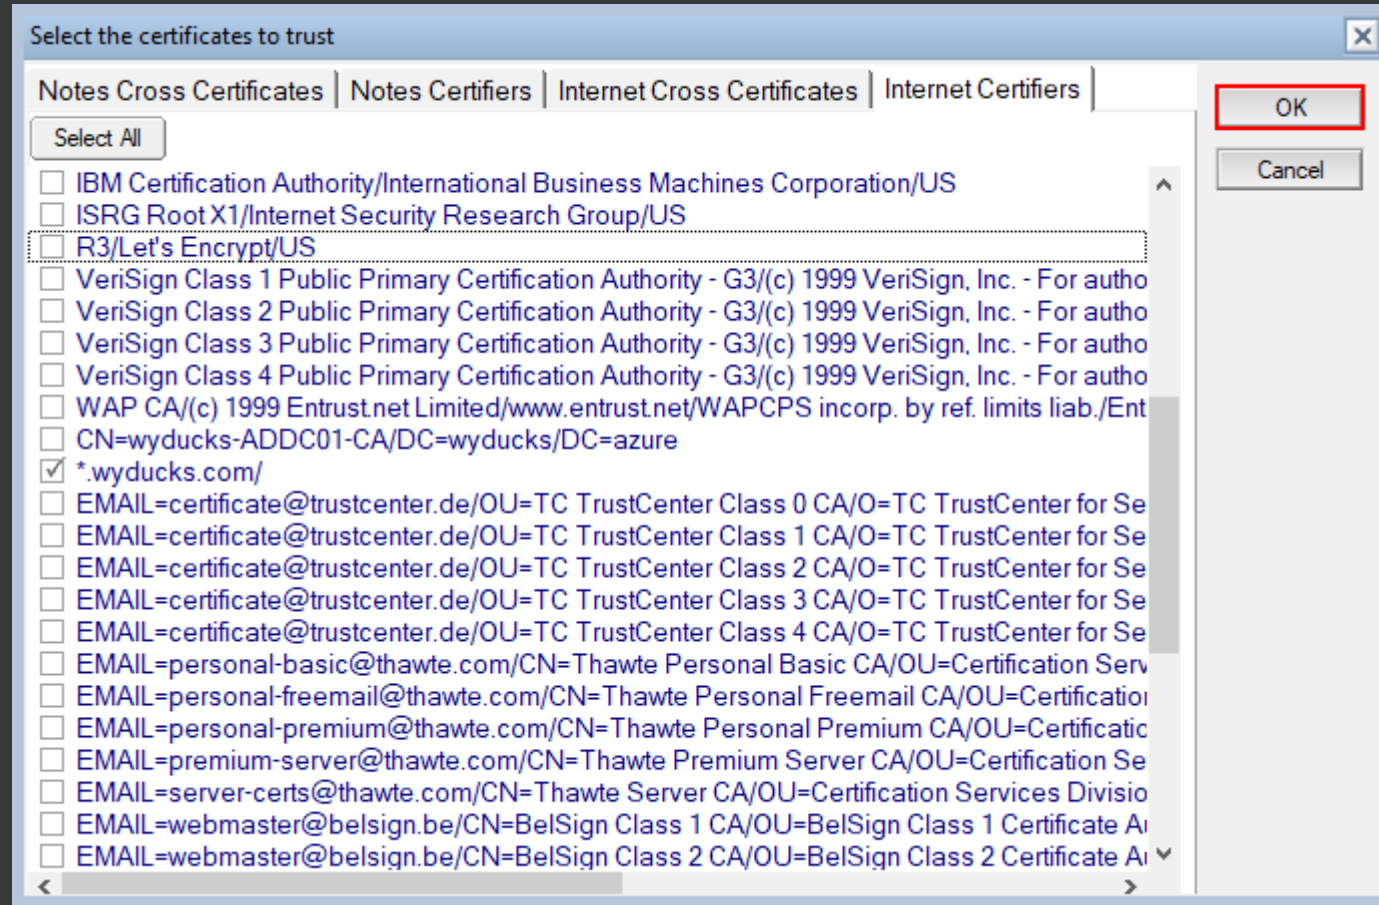 Select the certificates to trust
Notes Cross Certificates
Notes Certifiers
Internet Cross Certificates
Internet Certifiers
OK
Cancel
Select All
IBM Certification Authority/International Business Machines Corporation/US
ISRG Root X1/Internet Security Research Group/US
R3/Let's Encrypt/US
VeriSign Class 1 Public Primary Certification Authority - G3/(c) 1999 VeriSign, Inc. - For autho
VeriSign Class 2 Public Primary Certification Authority - G3/(c) 1999 VeriSign, Inc. - For autho
VeriSign Class 3 Public Primary Certification Authority - G3/(c) 1999 VeriSign, Inc. - For autho
VeriSign Class 4 Public Primary Certification Authority - G3/(c) 1999 VeriSign, Inc. - For autho
WAP CA/(c) 1999 Entrust.net Limited/www.entrust.net/WAPCPS incorp. by ref. limits liab./Ent
CN=wyducks-ADDC01-CA/DC=wyducks/DC=azure
*.wyducks.com/
EMAIL=certificate@trustcenter.de/OU=TC TrustCenter Class 0 CA/O=TC TrustCenter for Se
EMAIL=certificate@trustcenter.de/OU=TC TrustCenter Class 1 CA/O=TC TrustCenter for Se
EMAIL=certificate@trustcenter.de/OU=TC TrustCenter Class 2 CA/O=TC TrustCenter for Se
EMAIL=certificate@trustcenter.de/OU=TC TrustCenter Class 3 CA/O=TC TrustCenter for Se
EMAIL=certificate@trustcenter.de/OU=TC TrustCenter Class 4 CA/O=TC TrustCenter for Se
EMAIL=personal-basic@thawte.com/CN=Thawte Personal Basic CA/OU=Certification Serv
EMAIL=personal-freemail@thawte.com/CN=Thawte Personal Freemail CA/OU=Certification
EMAIL=personal-premium@thawte.com/CN=Thawte Personal Premium CA/OU=Certificatic
EMAIL=premium-server@thawte.com/CN=Thawte Premium Server CA/OU=Certification Se
EMAIL=server-certs@thawte.com/CN=Thawte Server CA/OU=Certification Services Divisio
EMAIL=webmaster@belsign.be/CN=BelSign Class 1 CA/OU=BelSign Class 1 Certificate Au
EMAIL=webmaster@belsign.be/CN=BelSign Class 2 CA/OU=BelSign Class 2 Certificate Au